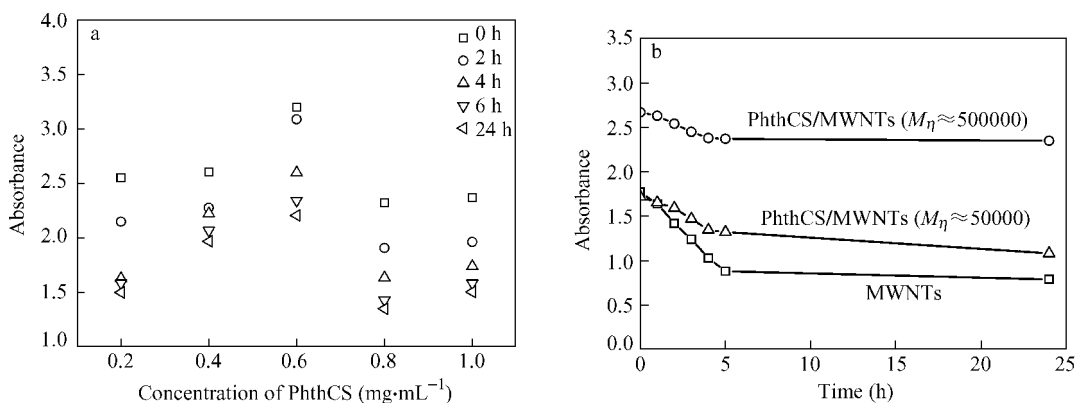 a
0 h
2 h
4 h
6 h
24 h
Absorbance
4.0
3.5
3.0
2.5
2.0
1.5
1.0
0.2
0.4
0.6
0.8
1.0
Concentration of PhthCS (mg·mL⁻¹)
b
Absorbance
3.5
3.0
2.5
2.0
1.5
1.0
0.5
0.0
PhthCS/MWNTs (Mη≈500000)
PhthCS/MWNTs (Mη≈50000)
MWNTs
0
5
10
15
20
25
Time (h)